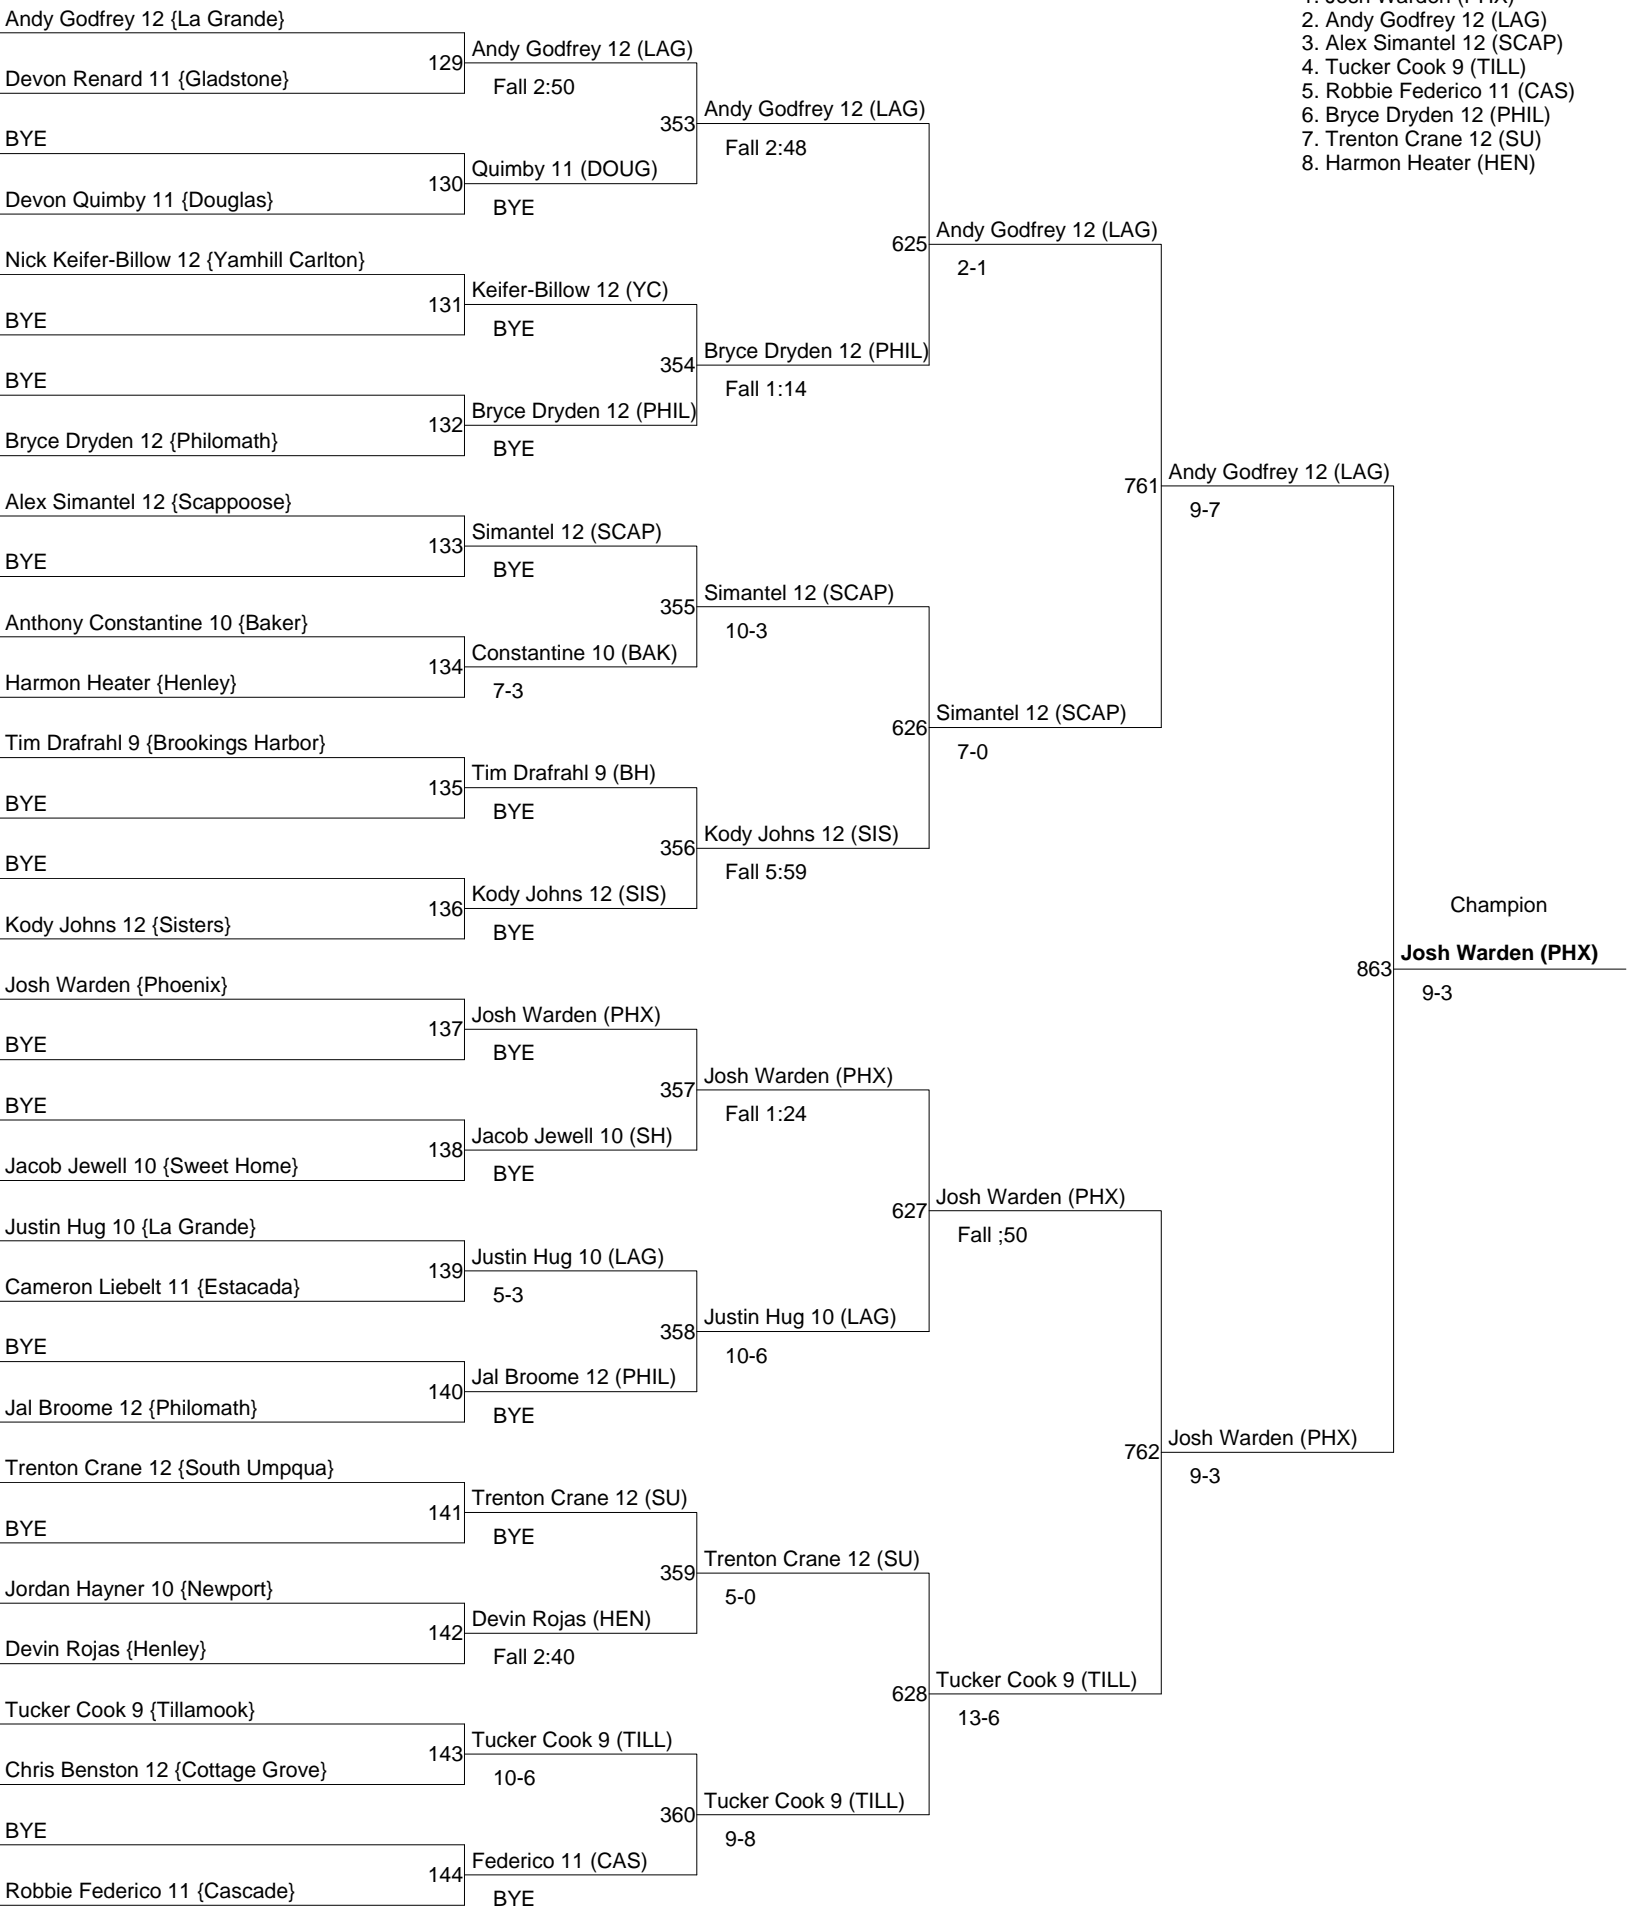 1. Josh Warden (PHX)
2. Andy Godfrey 12 (LAG)
3. Alex Simantel 12 (SCAP)
4. Tucker Cook 9 (TILL)
5. Robbie Federico 11 (CAS)
6. Bryce Dryden 12 (PHIL)
7. Trenton Crane 12 (SU)
8. Harmon Heater (HEN)
Andy Godfrey 12 {La Grande}
Devon Renard 11 {Gladstone}
BYE
Devon Quimby 11 {Douglas}
Nick Keifer-Billow 12 {Yamhill Carlton}
BYE
BYE
Bryce Dryden 12 {Philomath}
Alex Simantel 12 {Scappoose}
BYE
Anthony Constantine 10 {Baker}
Harmon Heater {Henley}
Tim Drafrahl 9 {Brookings Harbor}
BYE
BYE
Kody Johns 12 {Sisters}
Josh Warden {Phoenix}
BYE
BYE
Jacob Jewell 10 {Sweet Home}
Justin Hug 10 {La Grande}
Cameron Liebelt 11 {Estacada}
BYE
Jal Broome 12 {Philomath}
Trenton Crane 12 {South Umpqua}
BYE
Jordan Hayner 10 {Newport}
Devin Rojas {Henley}
Tucker Cook 9 {Tillamook}
Chris Benston 12 {Cottage Grove}
BYE
Robbie Federico 11 {Cascade}
129
Andy Godfrey 12 (LAG)
Fall 2:50
130
Quimby 11 (DOUG)
BYE
131
Keifer-Billow 12 (YC)
BYE
132
Bryce Dryden 12 (PHIL)
BYE
133
Simantel 12 (SCAP)
BYE
134
Constantine 10 (BAK)
7-3
135
Tim Drafrahl 9 (BH)
BYE
136
Kody Johns 12 (SIS)
BYE
137
Josh Warden (PHX)
BYE
138
Jacob Jewell 10 (SH)
BYE
139
Justin Hug 10 (LAG)
5-3
140
Jal Broome 12 (PHIL)
BYE
141
Trenton Crane 12 (SU)
BYE
142
Devin Rojas (HEN)
Fall 2:40
143
Tucker Cook 9 (TILL)
10-6
144
Federico 11 (CAS)
BYE
353
Andy Godfrey 12 (LAG)
Fall 2:48
354
Bryce Dryden 12 (PHIL)
Fall 1:14
355
Simantel 12 (SCAP)
10-3
356
Kody Johns 12 (SIS)
Fall 5:59
357
Josh Warden (PHX)
Fall 1:24
358
Justin Hug 10 (LAG)
10-6
359
Trenton Crane 12 (SU)
5-0
360
Tucker Cook 9 (TILL)
9-8
625
Andy Godfrey 12 (LAG)
2-1
626
Simantel 12 (SCAP)
7-0
627
Josh Warden (PHX)
Fall ;50
628
Tucker Cook 9 (TILL)
13-6
761
Andy Godfrey 12 (LAG)
9-7
762
Josh Warden (PHX)
9-3
Champion
863
Josh Warden (PHX)
9-3